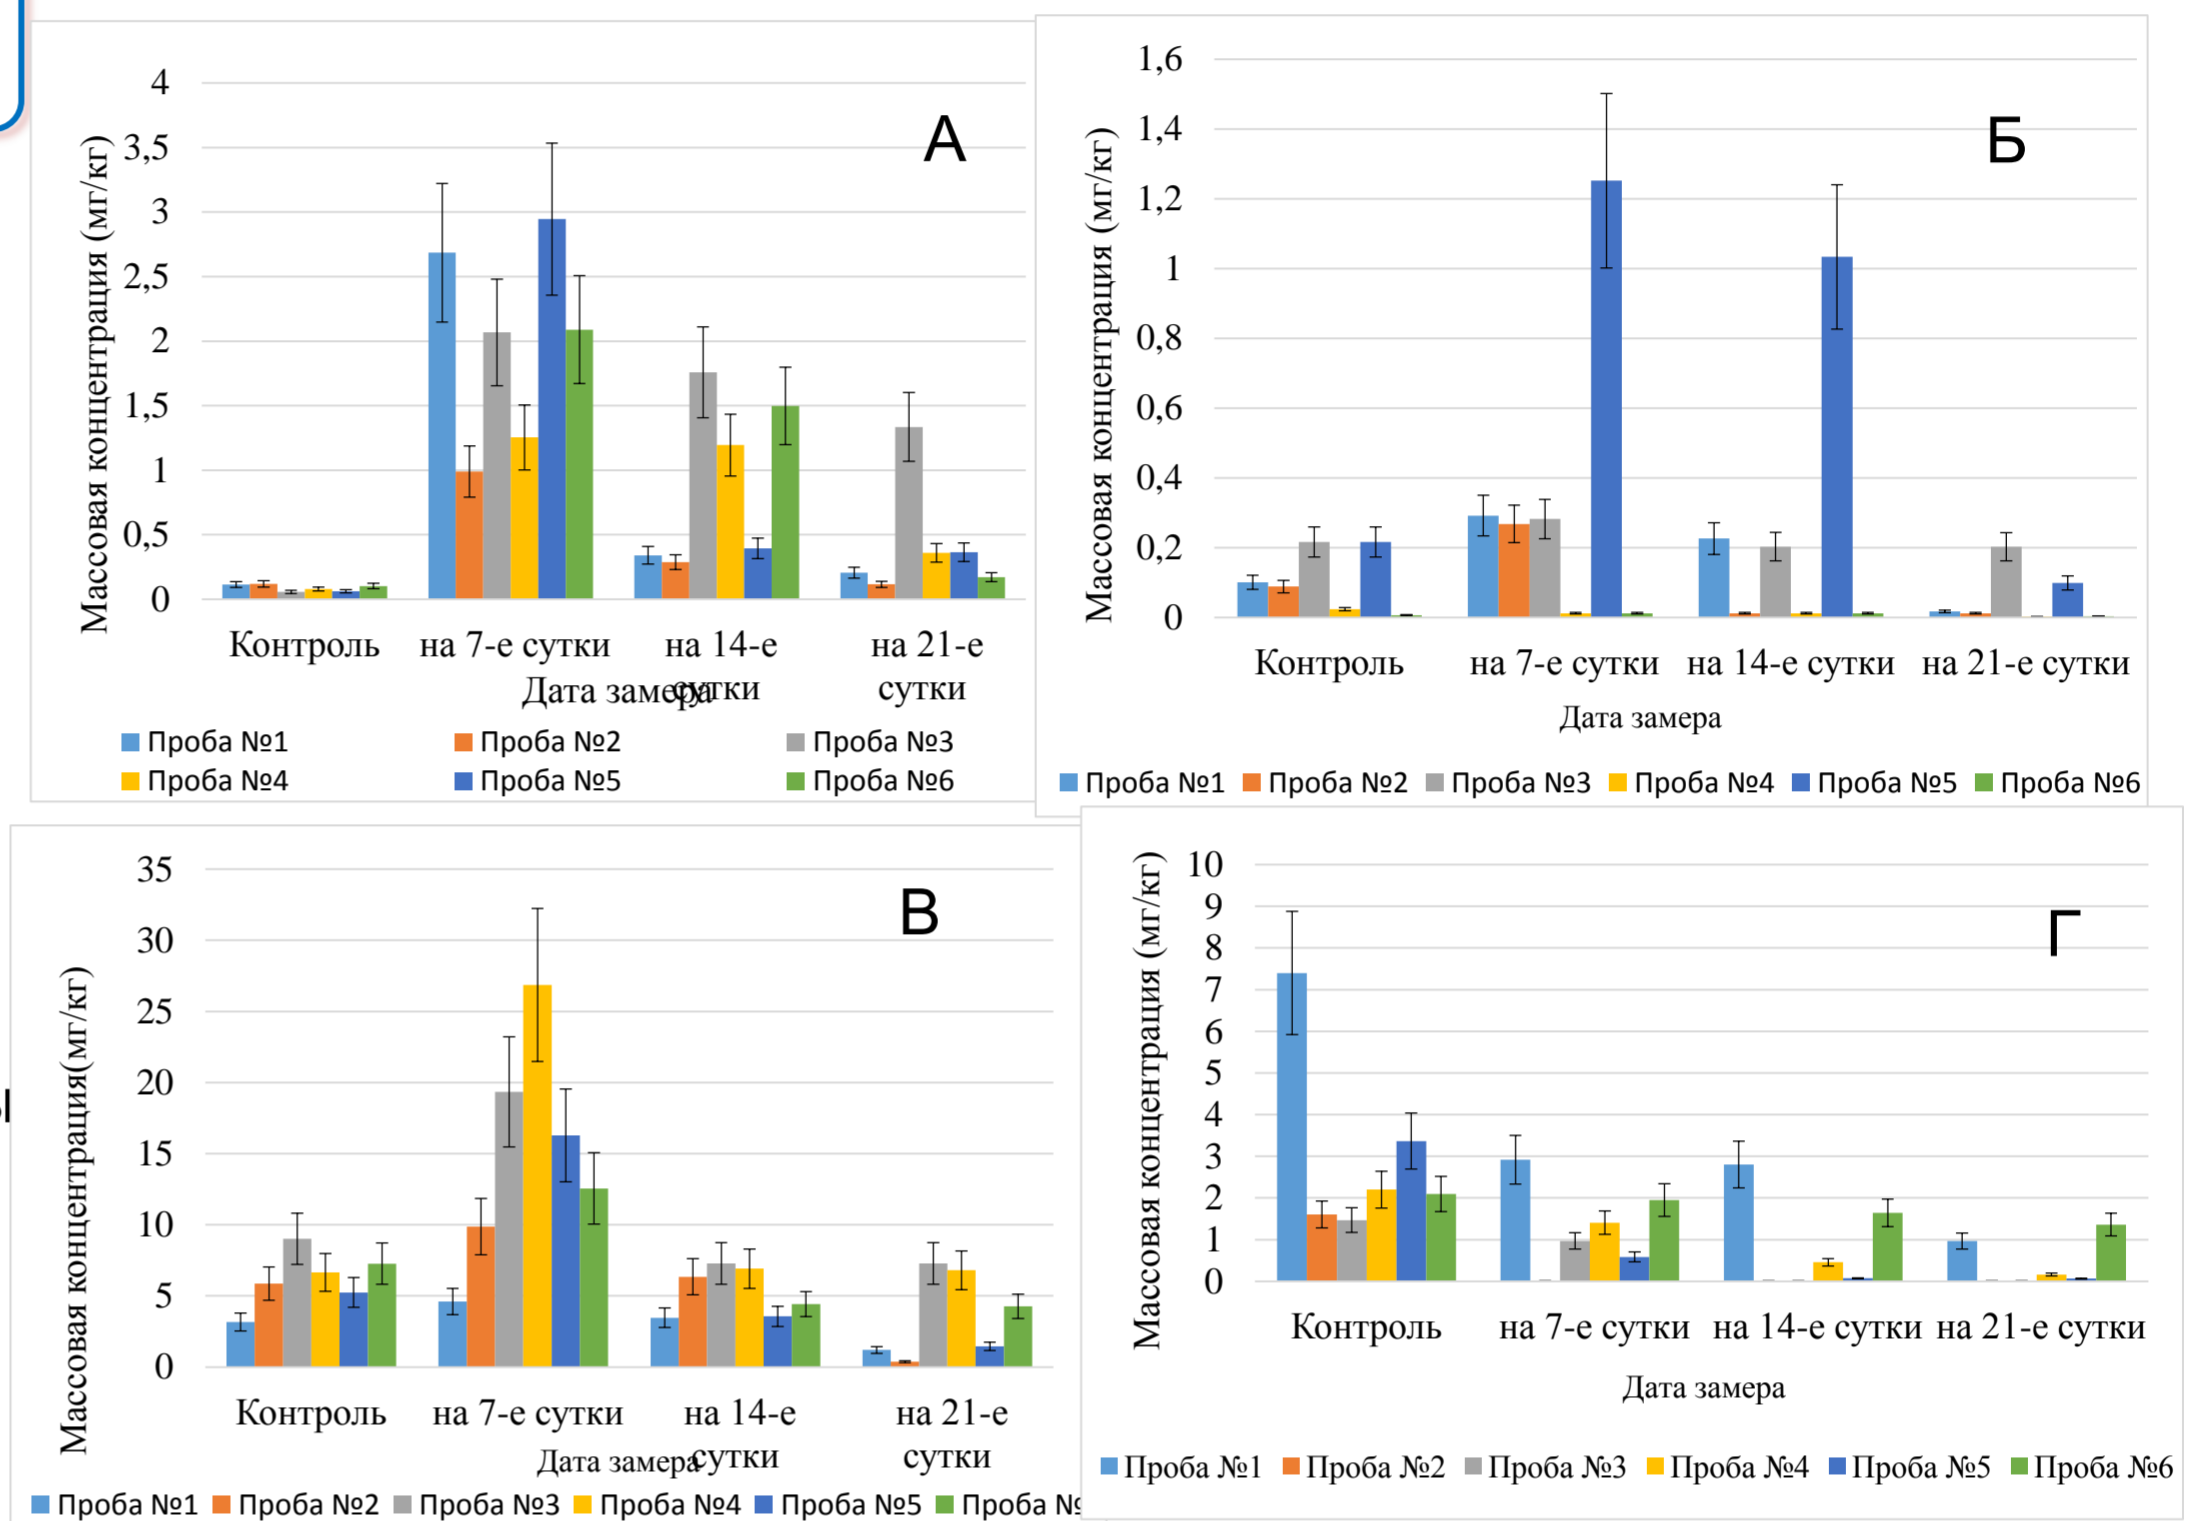 4
3,5
3
2,5
2
1,5
1
0,5
0
Массовая концентрация (мг/кг)
А
Контроль
на 7-е сутки
на 14-е сутки
на 21-е сутки
Дата замера
Проба №1 Проба №2 Проба №3
Проба №4 Проба №5 Проба №6
1,6
1,4
1,2
1
0,8
0,6
0,4
0,2
0
Массовая концентрация (мг/кг)
Б
Контроль на 7-е сутки на 14-е сутки на 21-е сутки
Дата замера
Проба №1 Проба №2 Проба №3 Проба №4 Проба №5 Проба №6
35
30
25
20
15
10
5
0
Массовая концентрация(мг/кг)
В
Контроль
на 7-е сутки
на 14-е сутки
на 21-е сутки
Дата замера
Проба №1 Проба №2 Проба №3 Проба №4 Проба №5 Проба №
10
9
8
7
6
5
4
3
2
1
0
Массовая концентрация (мг/кг)
Г
Контроль на 7-е сутки на 14-е сутки на 21-е сутки
Дата замера
Проба №1 Проба №2 Проба №3 Проба №4 Проба №5 Проба №6